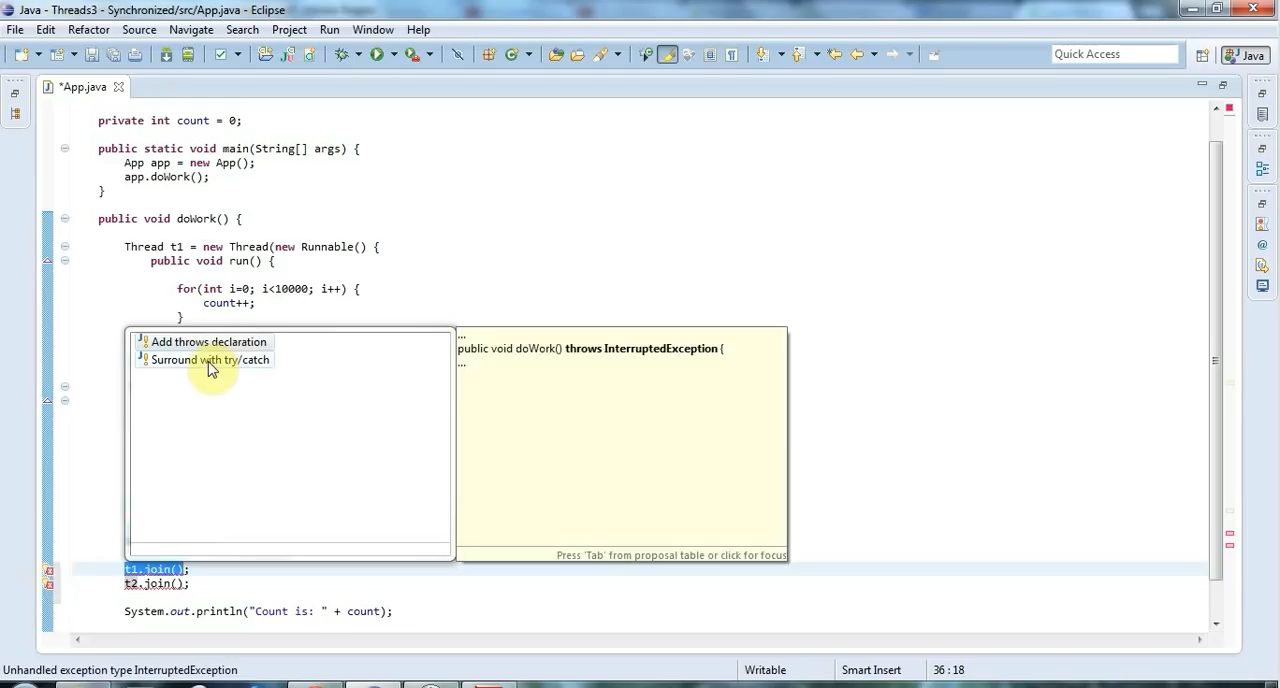 Java - Threads3 - Synchronized/src/App.java - Eclipse
File Edit Refactor Source Navigate Search Project Run Window Help
Quick Access
Java
*App.java
private int count = 0;
public static void main(String[] args) {
App app = new App();
app.doWork();
}
public void doWork() {
Thread t1 = new Thread(new Runnable() {
public void run() {
for(int i=0; i<10000; i++) {
count++;
}
Add throws declaration
Surround with try/catch
...
public void doWork() throws InterruptedException {
...
Press 'Tab' from proposal table or click for focus
t1.join();
t2.join();
System.out.println("Count is: " + count);
Unhandled exception type InterruptedException
Writable
Smart Insert
36 : 18